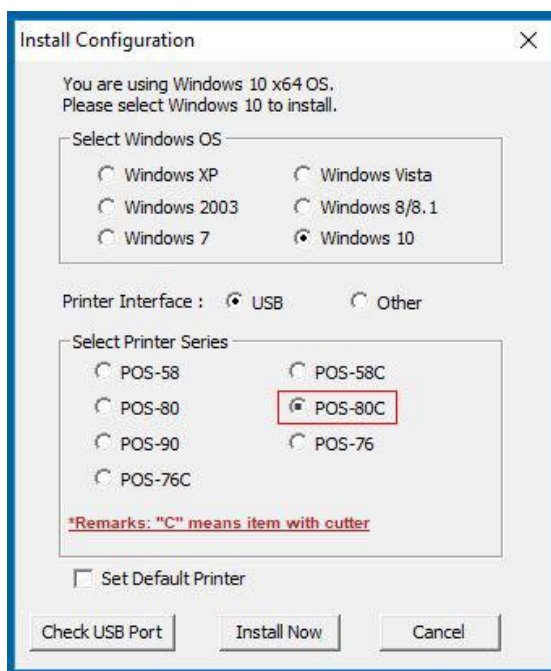 Install Configuration
You are using Windows 10 x64 OS.
Please select Windows 10 to install.
Select Windows OS
Windows XP Windows Vista
Windows 2003 Windows 8/8.1
Windows 7 Windows 10
Printer Interface : USB Other
Select Printer Series
POS-58 POS-58C
POS-80 POS-80C
POS-90 POS-76
POS-76C
*Remarks: "C" means item with cutter
Set Default Printer
Check USB Port Install Now Cancel